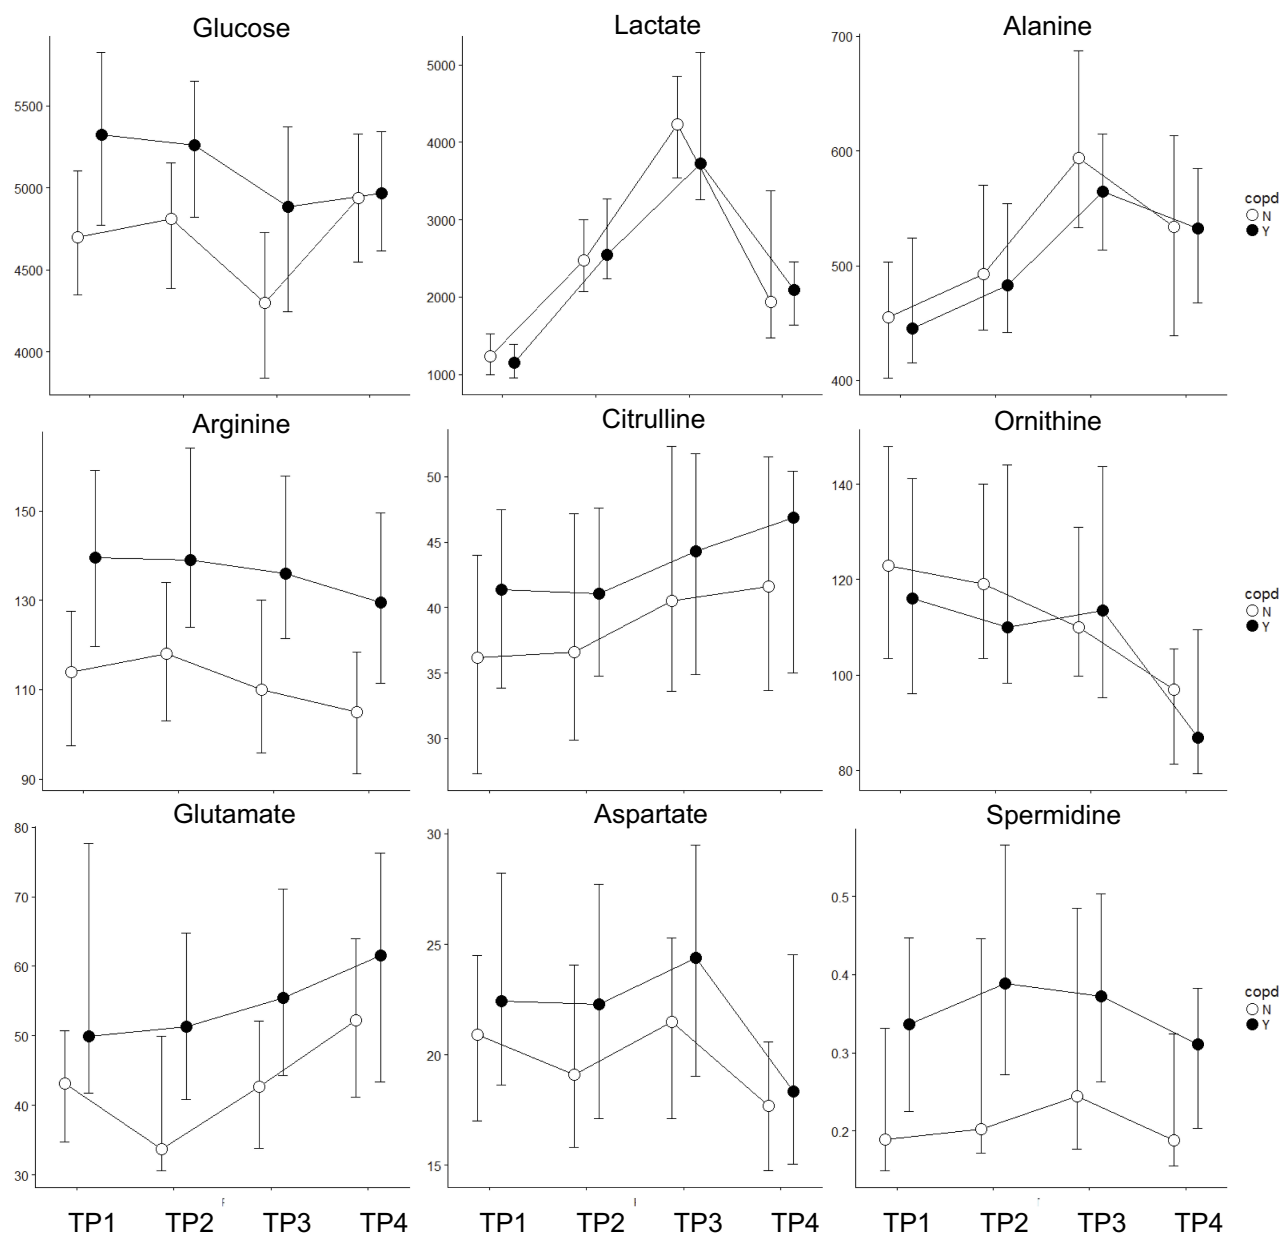 Glucose
5500
5000
4500
4000
Lactate
5000
4000
3000
2000
1000
Alanine
700
600
500
400
copd
N
Y
Arginine
150
130
110
90
Citrulline
50
45
40
35
30
Ornithine
140
120
100
80
copd
N
Y
Glutamate
80
70
60
50
40
30
Aspartate
30
25
20
15
Spermidine
0.5
0.4
0.3
0.2
copd
N
Y
TP1 TP2 TP3 TP4
TP1 TP2 TP3 TP4
TP1 TP2 TP3 TP4